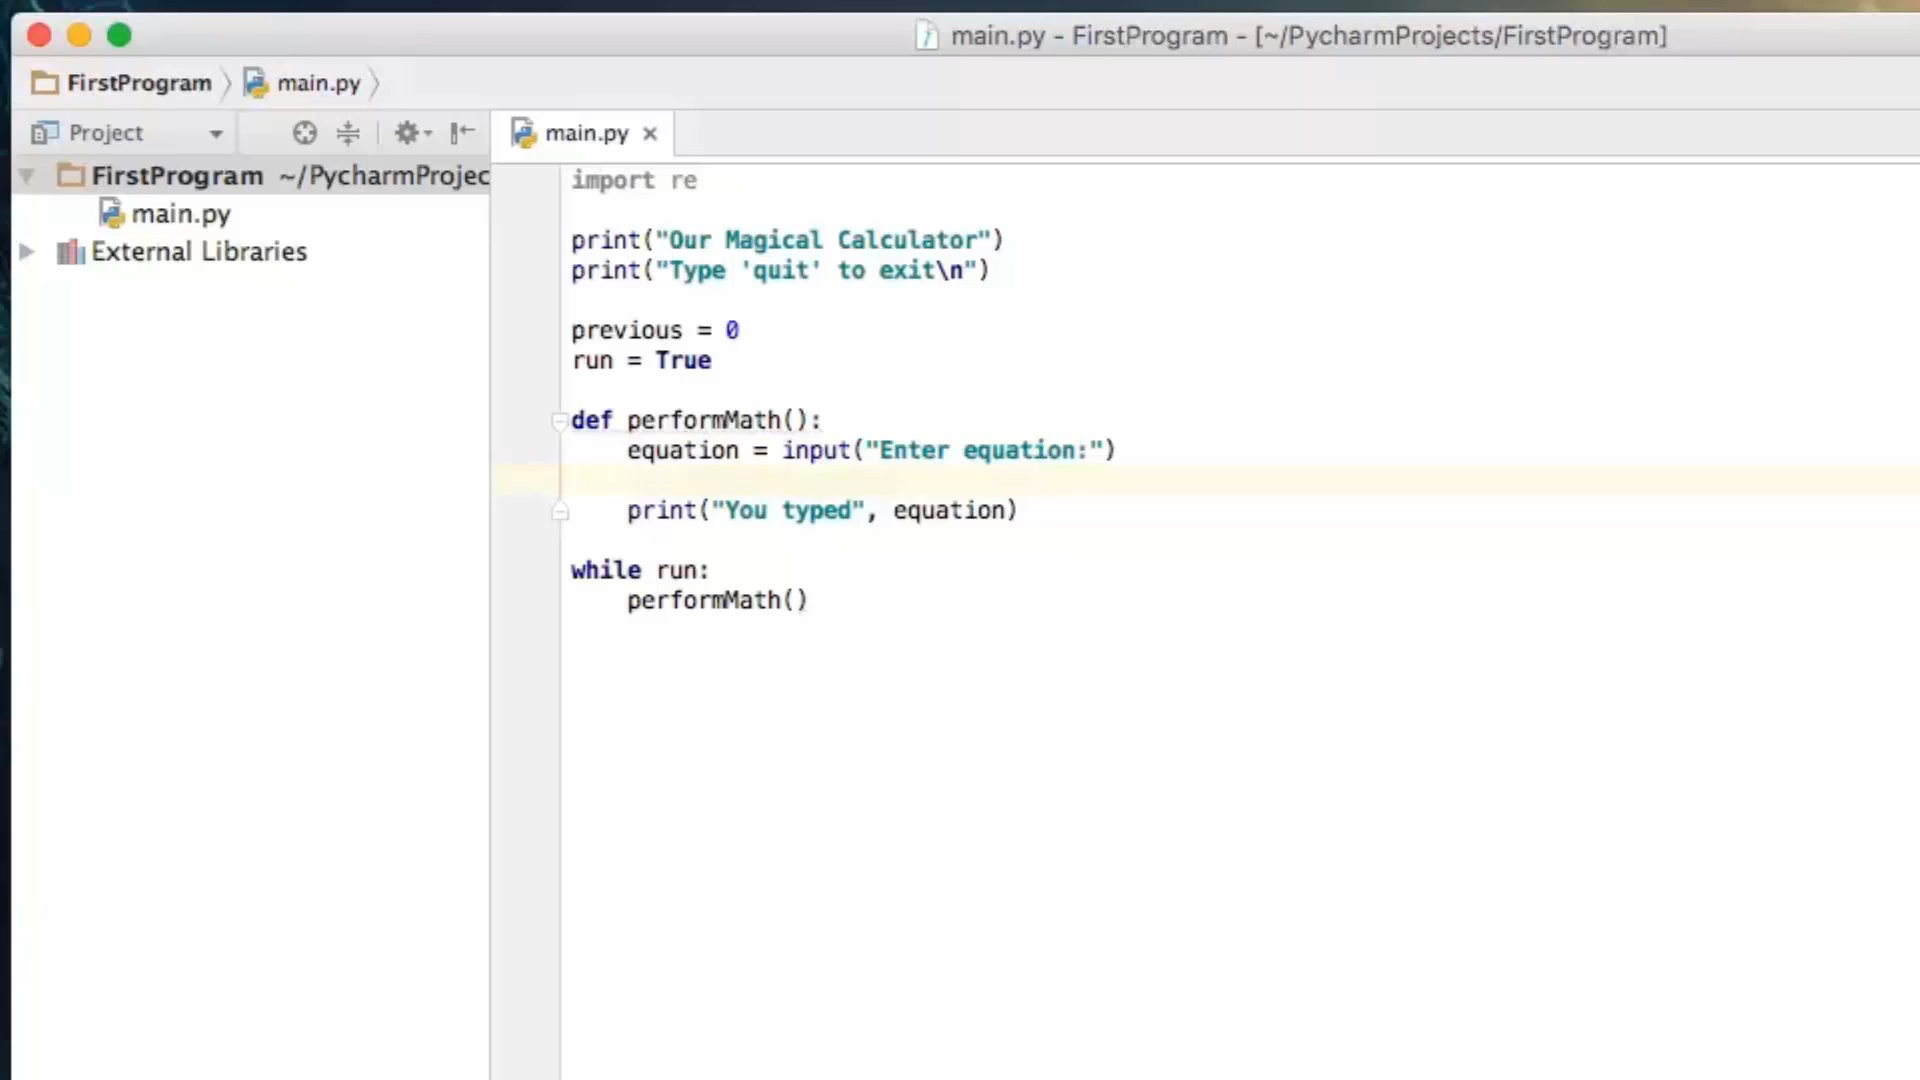 main.py - FirstProgram - [~/PycharmProjects/FirstProgram]
FirstProgram main.py
Project
main.py
FirstProgram ~/PycharmProjec
main.py
External Libraries
import re
print("Our Magical Calculator")
print("Type 'quit' to exit\n")
previous = 0
run = True
def performMath():
    equation = input("Enter equation:")
    print("You typed", equation)
while run:
    performMath()